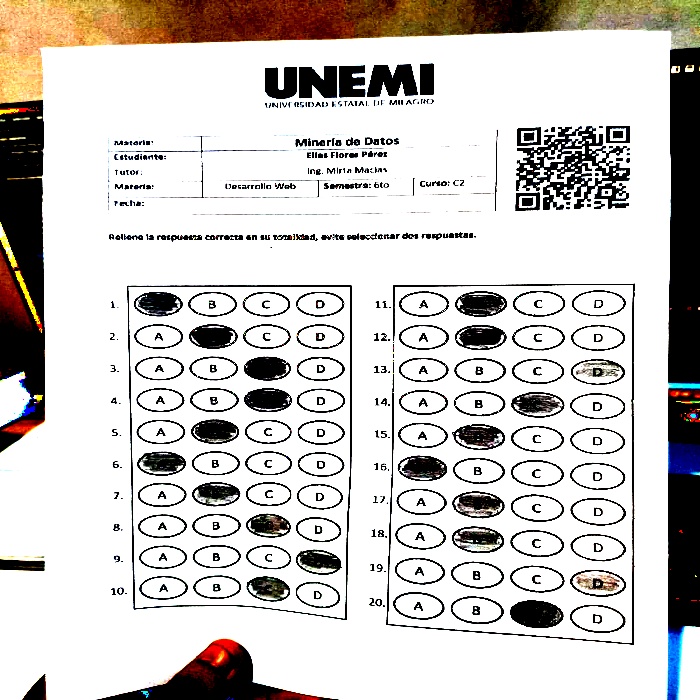 UNEMI
UNIVERSIDAD ESTATAL DE MILAGRO
Materia: Minería de Datos
Estudiante: Elias Flores Pérez
Tutor: Ing. Mirta Macias
Materia: Desarrollo Web Semestre: 6to Curso: C2
Fecha:
Rellene la respuesta correcta en su totalidad, evite seleccionar dos respuestas.
1. B C D
2. A C D
3. A B D
4. A B D
5. A C D
6. B C D
7. A C D
8. A B D
9. A B C
10. A B D
11. A C D
12. A C D
13. A B C D
14. A B D
15. A C D
16. B C D
17. A C D
18. A C D
19. A B C D
20. A B D